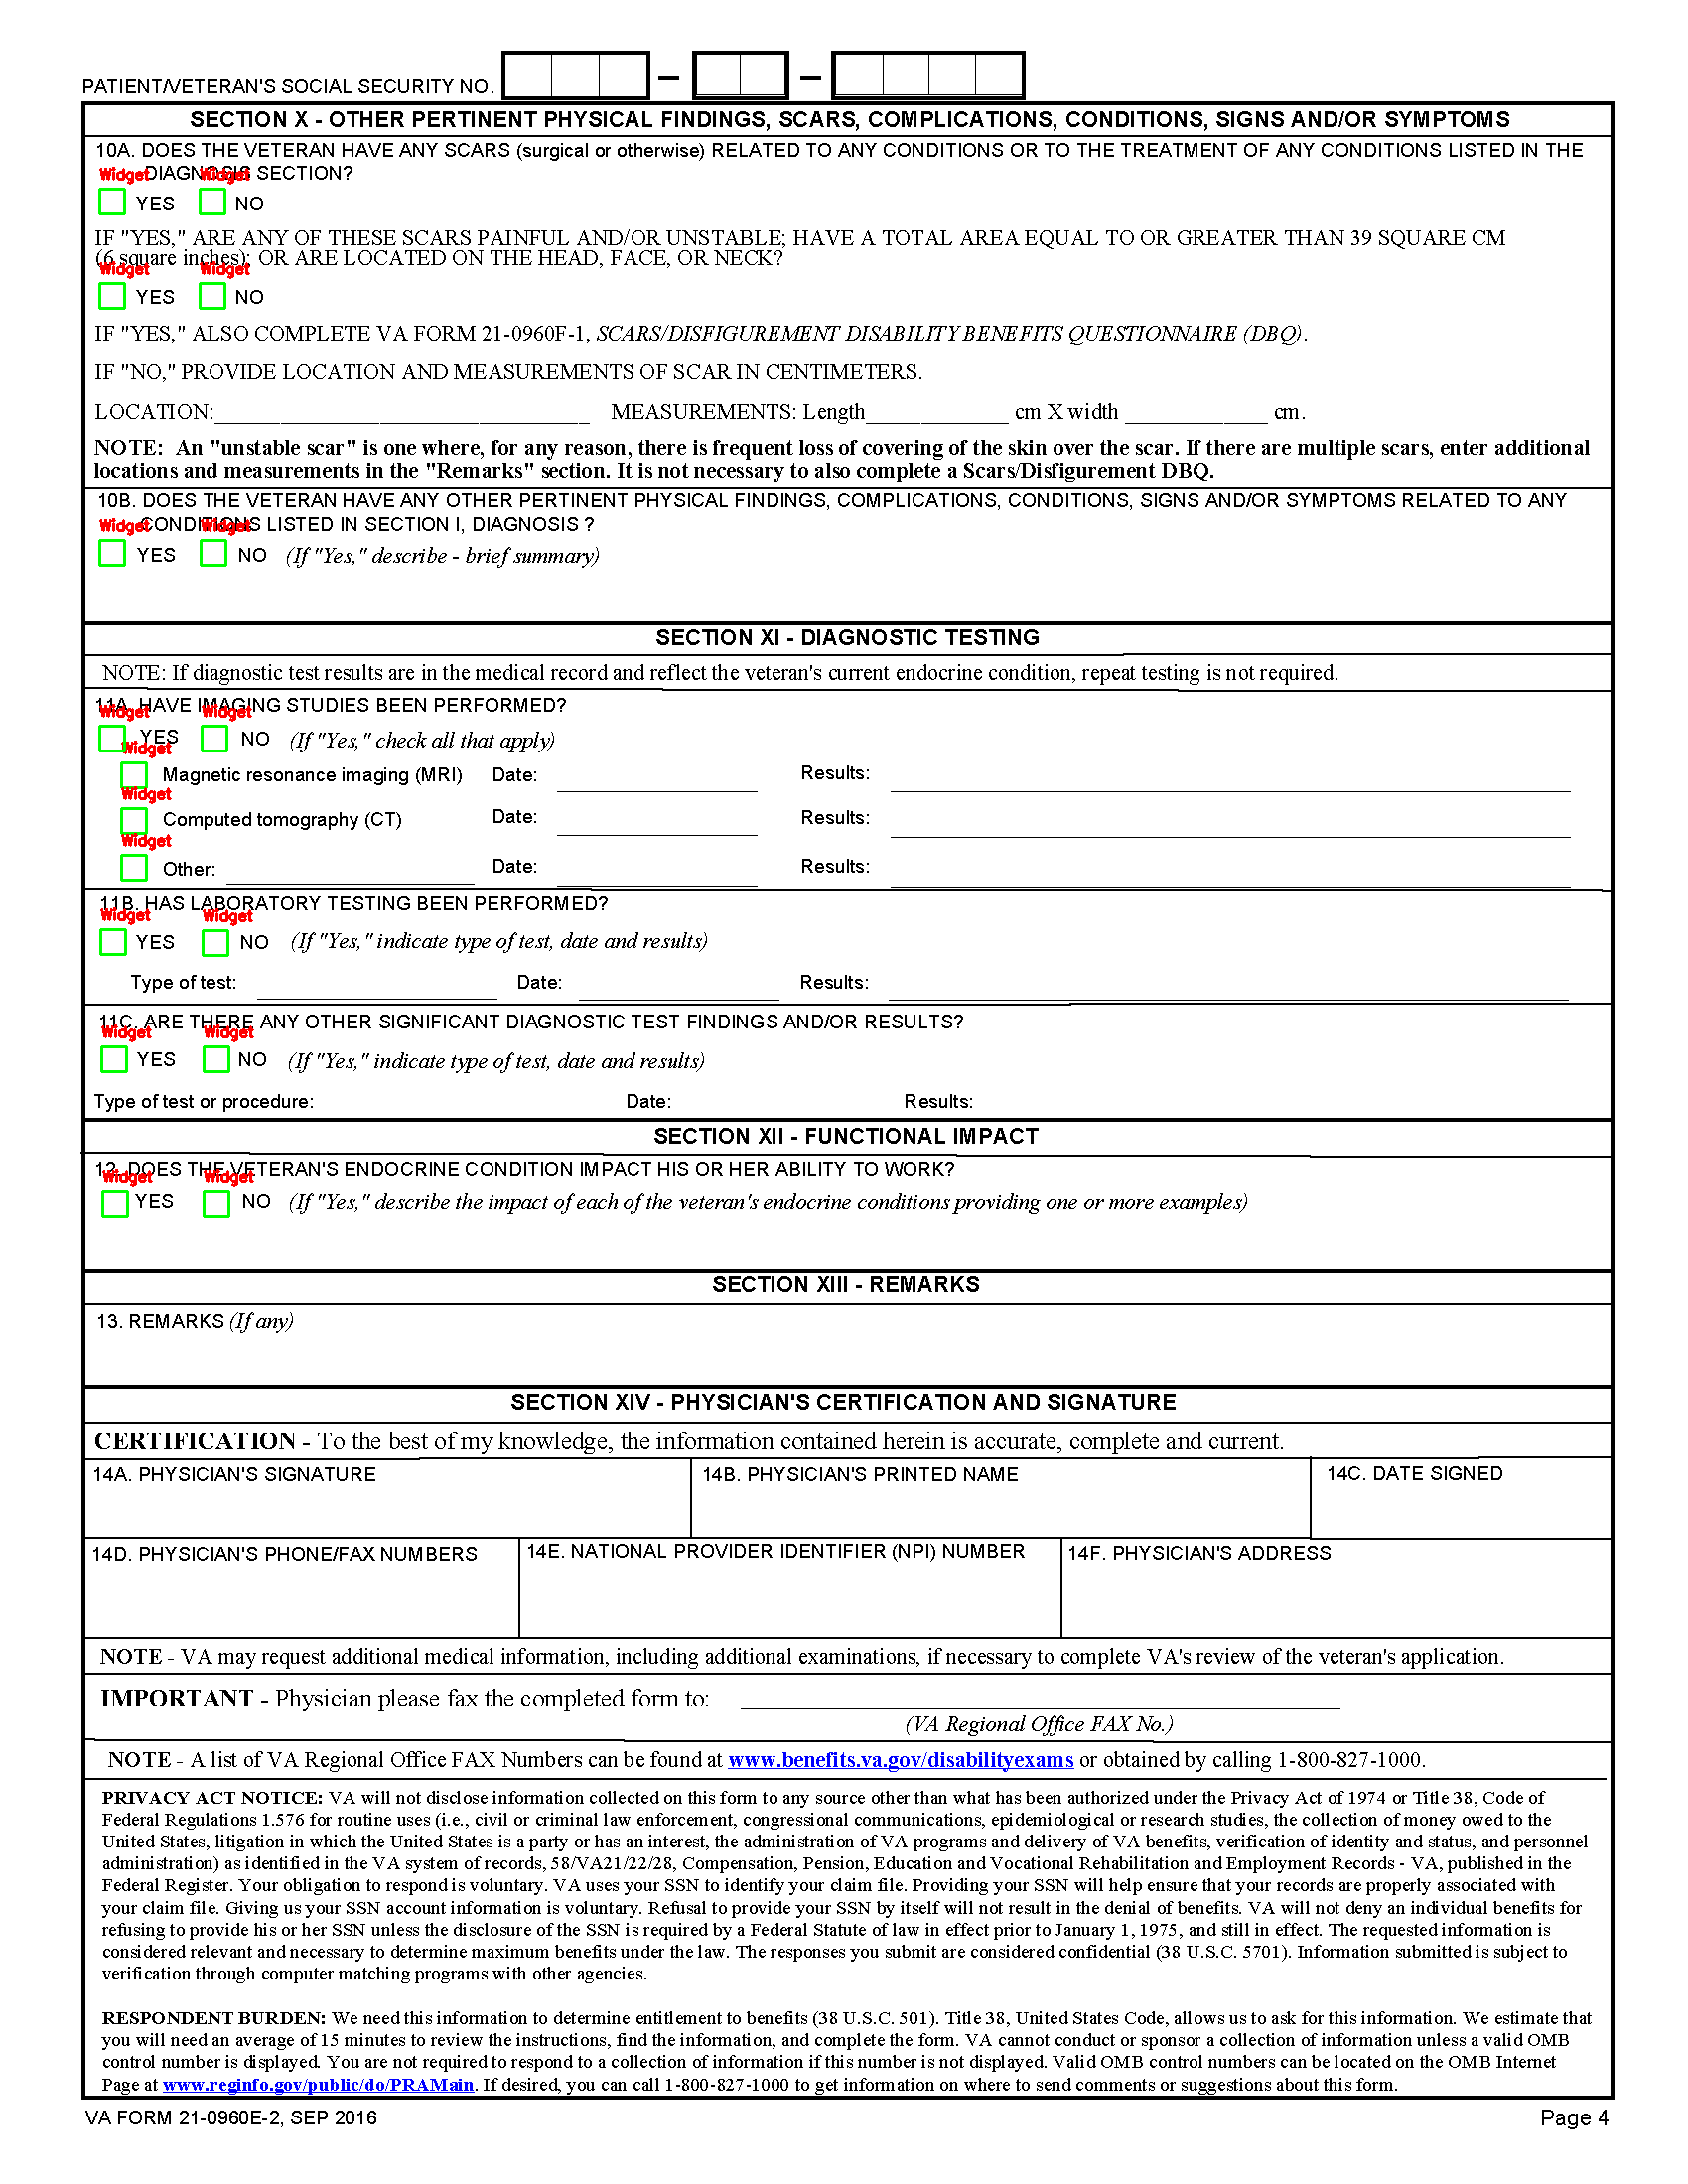 PATIENT/VETERAN'S SOCIAL SECURITY NO.
SECTION X - OTHER PERTINENT PHYSICAL FINDINGS, SCARS, COMPLICATIONS, CONDITIONS, SIGNS AND/OR SYMPTOMS
10A. DOES THE VETERAN HAVE ANY SCARS (surgical or otherwise) RELATED TO ANY CONDITIONS OR TO THE TREATMENT OF ANY CONDITIONS LISTED IN THE
DIAGNOSIS SECTION?
Widget Widget
YES NO
IF "YES," ARE ANY OF THESE SCARS PAINFUL AND/OR UNSTABLE; HAVE A TOTAL AREA EQUAL TO OR GREATER THAN 39 SQUARE CM
(6 square inches); OR ARE LOCATED ON THE HEAD, FACE, OR NECK?
Widget Widget
YES NO
IF "YES," ALSO COMPLETE VA FORM 21-0960F-1, SCARS/DISFIGUREMENT DISABILITY BENEFITS QUESTIONNAIRE (DBQ).
IF "NO," PROVIDE LOCATION AND MEASUREMENTS OF SCAR IN CENTIMETERS.
LOCATION: MEASUREMENTS: Length cm X width cm.
NOTE: An "unstable scar" is one where, for any reason, there is frequent loss of covering of the skin over the scar. If there are multiple scars, enter additional
locations and measurements in the "Remarks" section. It is not necessary to also complete a Scars/Disfigurement DBQ.
10B. DOES THE VETERAN HAVE ANY OTHER PERTINENT PHYSICAL FINDINGS, COMPLICATIONS, CONDITIONS, SIGNS AND/OR SYMPTOMS RELATED TO ANY
CONDITIONS LISTED IN SECTION I, DIAGNOSIS ?
Widget Widget
YES NO (If "Yes," describe - brief summary)
SECTION XI - DIAGNOSTIC TESTING
NOTE: If diagnostic test results are in the medical record and reflect the veteran's current endocrine condition, repeat testing is not required.
11A. HAVE IMAGING STUDIES BEEN PERFORMED?
Widget Widget
YES NO (If "Yes," check all that apply)
Widget
Magnetic resonance imaging (MRI) Date: Results:
Widget
Computed tomography (CT) Date: Results:
Widget
Other: Date: Results:
11B. HAS LABORATORY TESTING BEEN PERFORMED?
Widget Widget
YES NO (If "Yes," indicate type of test, date and results)
Type of test: Date: Results:
11C. ARE THERE ANY OTHER SIGNIFICANT DIAGNOSTIC TEST FINDINGS AND/OR RESULTS?
Widget Widget
YES NO (If "Yes," indicate type of test, date and results)
Type of test or procedure: Date: Results:
SECTION XII - FUNCTIONAL IMPACT
12. DOES THE VETERAN'S ENDOCRINE CONDITION IMPACT HIS OR HER ABILITY TO WORK?
Widget Widget
YES NO (If "Yes," describe the impact of each of the veteran's endocrine conditions providing one or more examples)
SECTION XIII - REMARKS
13. REMARKS (If any)
SECTION XIV - PHYSICIAN'S CERTIFICATION AND SIGNATURE
CERTIFICATION - To the best of my knowledge, the information contained herein is accurate, complete and current.
14A. PHYSICIAN'S SIGNATURE 14B. PHYSICIAN'S PRINTED NAME 14C. DATE SIGNED
14D. PHYSICIAN'S PHONE/FAX NUMBERS 14E. NATIONAL PROVIDER IDENTIFIER (NPI) NUMBER 14F. PHYSICIAN'S ADDRESS
NOTE - VA may request additional medical information, including additional examinations, if necessary to complete VA's review of the veteran's application.
IMPORTANT - Physician please fax the completed form to:
(VA Regional Office FAX No.)
NOTE - A list of VA Regional Office FAX Numbers can be found at www.benefits.va.gov/disabilityexams or obtained by calling 1-800-827-1000.
PRIVACY ACT NOTICE: VA will not disclose information collected on this form to any source other than what has been authorized under the Privacy Act of 1974 or Title 38, Code of
Federal Regulations 1.576 for routine uses (i.e., civil or criminal law enforcement, congressional communications, epidemiological or research studies, the collection of money owed to the
United States, litigation in which the United States is a party or has an interest, the administration of VA programs and delivery of VA benefits, verification of identity and status, and personnel
administration) as identified in the VA system of records, 58/VA21/22/28, Compensation, Pension, Education and Vocational Rehabilitation and Employment Records - VA, published in the
Federal Register. Your obligation to respond is voluntary. VA uses your SSN to identify your claim file. Providing your SSN will help ensure that your records are properly associated with
your claim file. Giving us your SSN account information is voluntary. Refusal to provide your SSN by itself will not result in the denial of benefits. VA will not deny an individual benefits for
refusing to provide his or her SSN unless the disclosure of the SSN is required by a Federal Statute of law in effect prior to January 1, 1975, and still in effect. The requested information is
considered relevant and necessary to determine maximum benefits under the law. The responses you submit are considered confidential (38 U.S.C. 5701). Information submitted is subject to
verification through computer matching programs with other agencies.
RESPONDENT BURDEN: We need this information to determine entitlement to benefits (38 U.S.C. 501). Title 38, United States Code, allows us to ask for this information. We estimate that
you will need an average of 15 minutes to review the instructions, find the information, and complete the form. VA cannot conduct or sponsor a collection of information unless a valid OMB
control number is displayed. You are not required to respond to a collection of information if this number is not displayed. Valid OMB control numbers can be located on the OMB Internet
Page at www.reginfo.gov/public/do/PRAMain. If desired, you can call 1-800-827-1000 to get information on where to send comments or suggestions about this form.
VA FORM 21-0960E-2, SEP 2016 Page 4